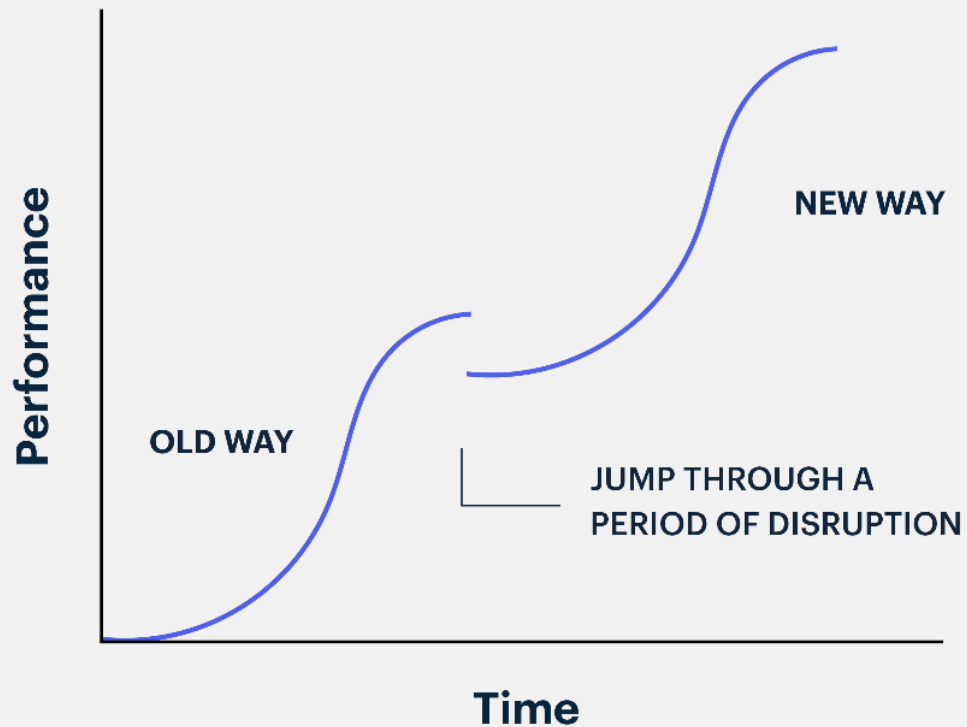 Performance
NEW WAY
OLD WAY
JUMP THROUGH A
PERIOD OF DISRUPTION
Time